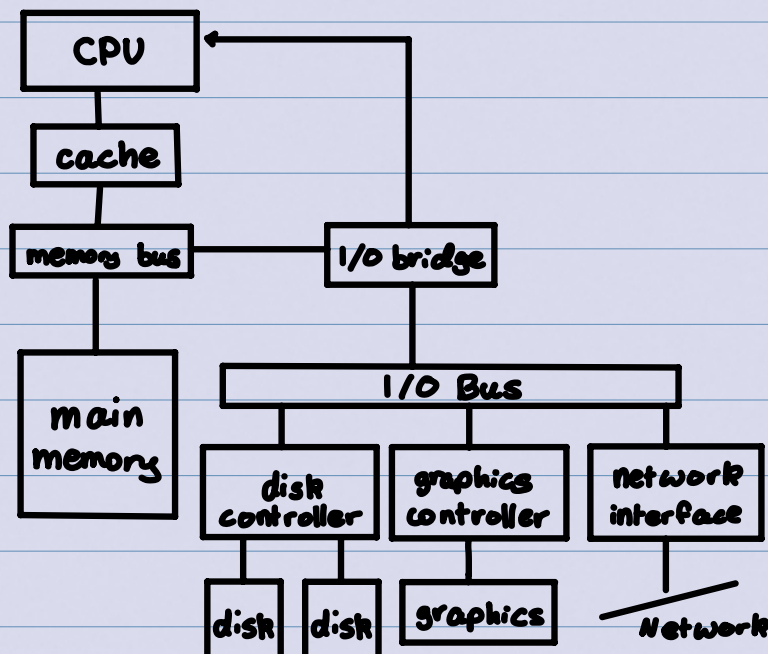 CPU
cache
memory bus
I/O bridge
main
memory
I/O Bus
disk
controller
graphics
controller
network
interface
disk
disk
graphics
Network